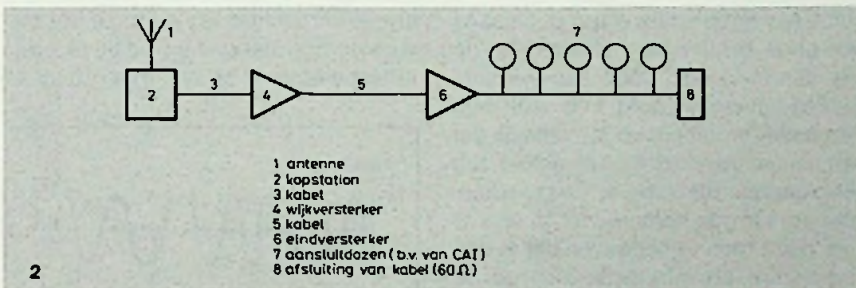 1
2
3
4
5
6
7
8
1 antenne
2 kopstation
3 kabel
4 wijkversterker
5 kabel
6 eindversterker
7 aansluitdozen (b.v. van CAI)
8 afsluiting van kabel (60Ω)
2